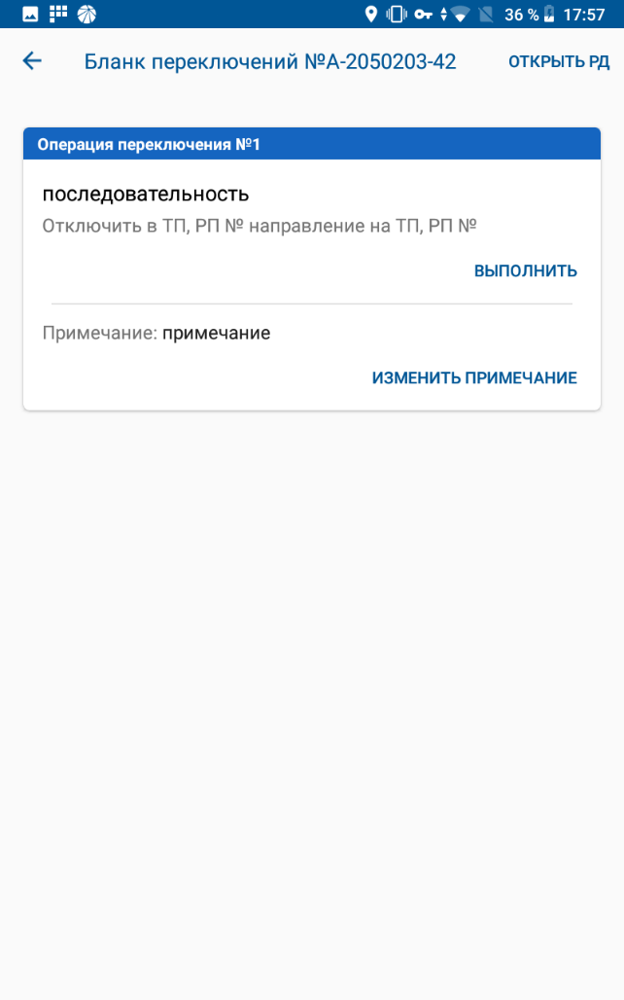 36 % 17:57
Бланк переключений №А-2050203-42 ОТКРЫТЬ РД
Операция переключения №1
последовательность
Отключить в ТП, РП № направление на ТП, РП №
ВЫПОЛНИТЬ
Примечание: примечание
ИЗМЕНИТЬ ПРИМЕЧАНИЕ